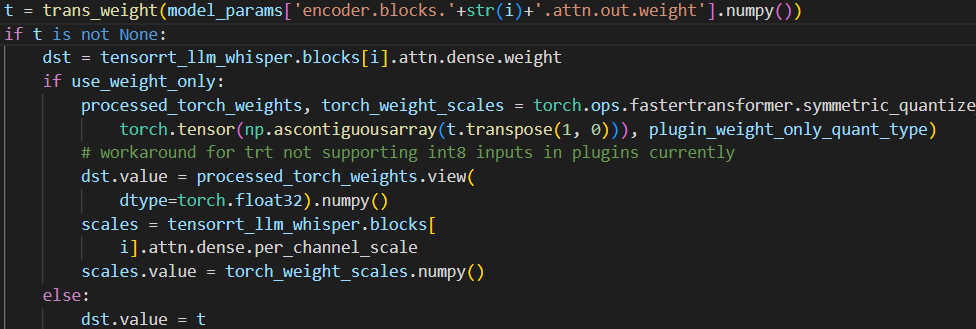 t = trans_weight(model_params['encoder.blocks.'+str(i)+'.attn.out.weight'].numpy())
if t is not None:
    dst = tensorrt_llm_whisper.blocks[i].attn.dense.weight
    if use_weight_only:
        processed_torch_weights, torch_weight_scales = torch.ops.fastertransformer.symmetric_quantize
            torch.tensor(np.ascontiguousarray(t.transpose(1, 0))), plugin_weight_only_quant_type)
        # workaround for trt not supporting int8 inputs in plugins currently
        dst.value = processed_torch_weights.view(
            dtype=torch.float32).numpy()
        scales = tensorrt_llm_whisper.blocks[
            i].attn.dense.per_channel_scale
        scales.value = torch_weight_scales.numpy()
    else:
        dst.value = t